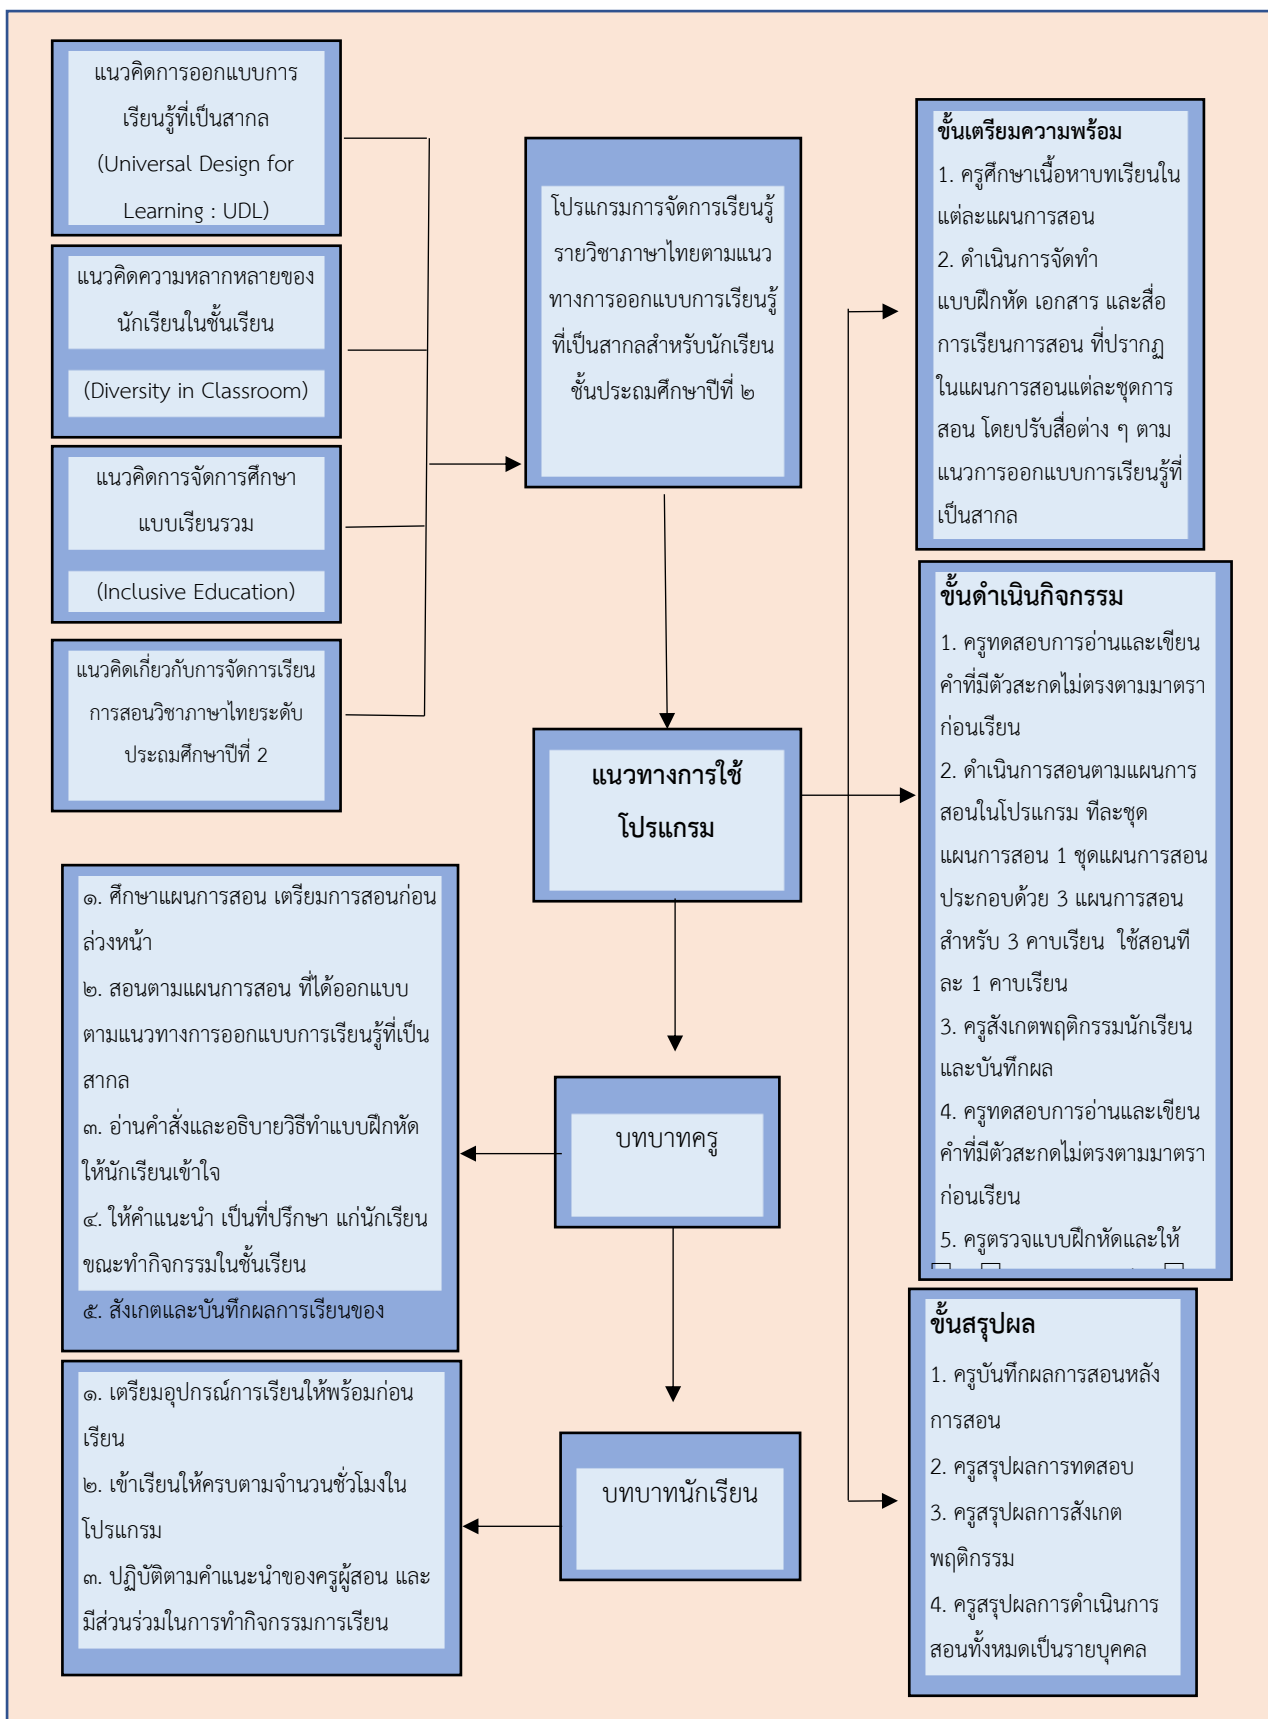 แนวคิดการออกแบบการ
เรียนรู้ที่เป็นสากล
(Universal Design for
Learning : UDL)
แนวคิดความหลากหลายของ
นักเรียนในชั้นเรียน
(Diversity in Classroom)
แนวคิดการจัดการศึกษา
แบบเรียนรวม
(Inclusive Education)
แนวคิดเกี่ยวกับการจัดการเรียน
การสอนวิชาภาษาไทยระดับ
ประถมศึกษาปีที่ 2
โปรแกรมการจัดการเรียนรู้
รายวิชาภาษาไทยตามแนว
ทางการออกแบบการเรียนรู้
ที่เป็นสากลสำหรับนักเรียน
ชั้นประถมศึกษาปีที่ ๒
แนวทางการใช้
โปรแกรม
ขั้นเตรียมความพร้อม
1. ครูศึกษาเนื้อหาบทเรียนใน
แต่ละแผนการสอน
2. ดำเนินการจัดทำ
แบบฝึกหัด เอกสาร และสื่อ
การเรียนการสอน ที่ปรากฏ
ในแผนการสอนแต่ละชุดการ
สอน โดยปรับสื่อต่าง ๆ ตาม
แนวการออกแบบการเรียนรู้ที่
เป็นสากล
ขั้นดำเนินกิจกรรม
1. ครูทดสอบการอ่านและเขียน
คำที่มีตัวสะกดไม่ตรงตามมาตรา
ก่อนเรียน
2. ดำเนินการสอนตามแผนการ
สอนในโปรแกรม ทีละชุด
แผนการสอน 1 ชุดแผนการสอน
ประกอบด้วย 3 แผนการสอน
สำหรับ 3 คาบเรียน ใช้สอนที
ละ 1 คาบเรียน
3. ครูสังเกตพฤติกรรมนักเรียน
และบันทึกผล
4. ครูทดสอบการอ่านและเขียน
คำที่มีตัวสะกดไม่ตรงตามมาตรา
ก่อนเรียน
5. ครูตรวจแบบฝึกหัดและให้
ขั้นสรุปผล
1. ครูบันทึกผลการสอนหลัง
การสอน
2. ครูสรุปผลการทดสอบ
3. ครูสรุปผลการสังเกต
พฤติกรรม
4. ครูสรุปผลการดำเนินการ
สอนทั้งหมดเป็นรายบุคคล
บทบาทครู
๑. ศึกษาแผนการสอน เตรียมการสอนก่อน
ล่วงหน้า
๒. สอนตามแผนการสอน ที่ได้ออกแบบ
ตามแนวทางการออกแบบการเรียนรู้ที่เป็น
สากล
๓. อ่านคำสั่งและอธิบายวิธีทำแบบฝึกหัด
ให้นักเรียนเข้าใจ
๔. ให้คำแนะนำ เป็นที่ปรึกษา แก่นักเรียน
ขณะทำกิจกรรมในชั้นเรียน
๕. สังเกตและบันทึกผลการเรียนของ
บทบาทนักเรียน
๑. เตรียมอุปกรณ์การเรียนให้พร้อมก่อน
เรียน
๒. เข้าเรียนให้ครบตามจำนวนชั่วโมงใน
โปรแกรม
๓. ปฏิบัติตามคำแนะนำของครูผู้สอน และ
มีส่วนร่วมในการทำกิจกรรมการเรียน